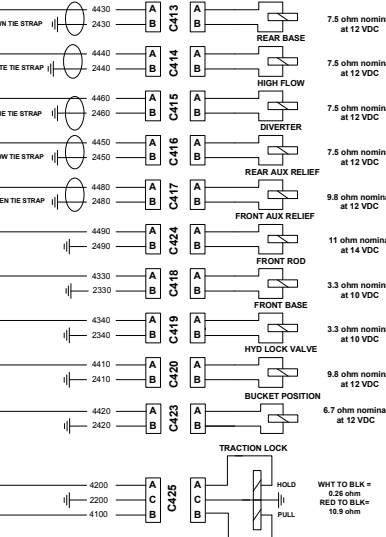 4430 A C413 A 7.5 ohm nomina
WN TIE STRAP 2430 B B at 12 VDC
REAR BASE
4440 A C414 A 7.5 ohm nomina
TE TIE STRAP 2440 B B at 12 VDC
HIGH FLOW
4460 A C415 A 7.5 ohm nomina
E TIE STRAP 2460 B B at 12 VDC
DIVERTER
4450 A C416 A 7.5 ohm nomina
OW TIE STRAP 2450 B B at 12 VDC
REAR AUX RELIEF
4480 A C417 A 9.8 ohm nomina
EN TIE STRAP 2480 B B at 12 VDC
FRONT AUX RELIEF
4490 A C424 A 11 ohm nomina
2490 B B at 14 VDC
FRONT ROD
4330 A C418 A 3.3 ohm nomina
2330 B B at 10 VDC
FRONT BASE
4340 A C419 A 3.3 ohm nomina
2340 B B at 10 VDC
HYD LOCK VALVE
4410 A C420 A 9.8 ohm nomina
2410 B B at 12 VDC
BUCKET POSITION
4420 A C423 A 6.7 ohm nomina
2420 B B at 12 VDC
TRACTION LOCK
4200 A C425 A HOLD WHT TO BLK =
0.26 ohm
2200 C C RED TO BLK=
4100 B B PULL 10.9 ohm